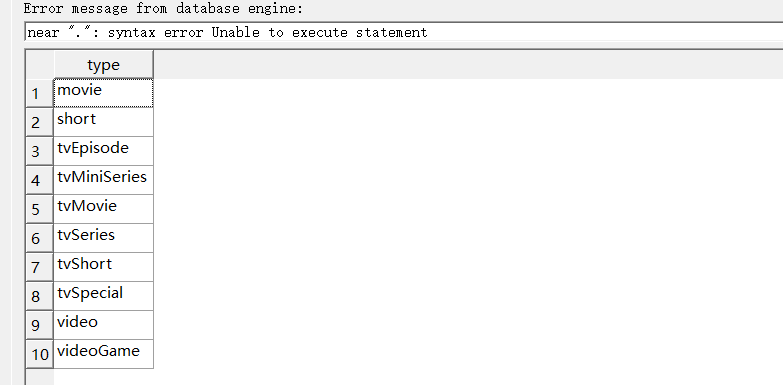 Error message from database engine:
near ".": syntax error Unable to execute statement
type
1 movie
2 short
3 tvEpisode
4 tvMiniSeries
5 tvMovie
6 tvSeries
7 tvShort
8 tvSpecial
9 video
10 videoGame